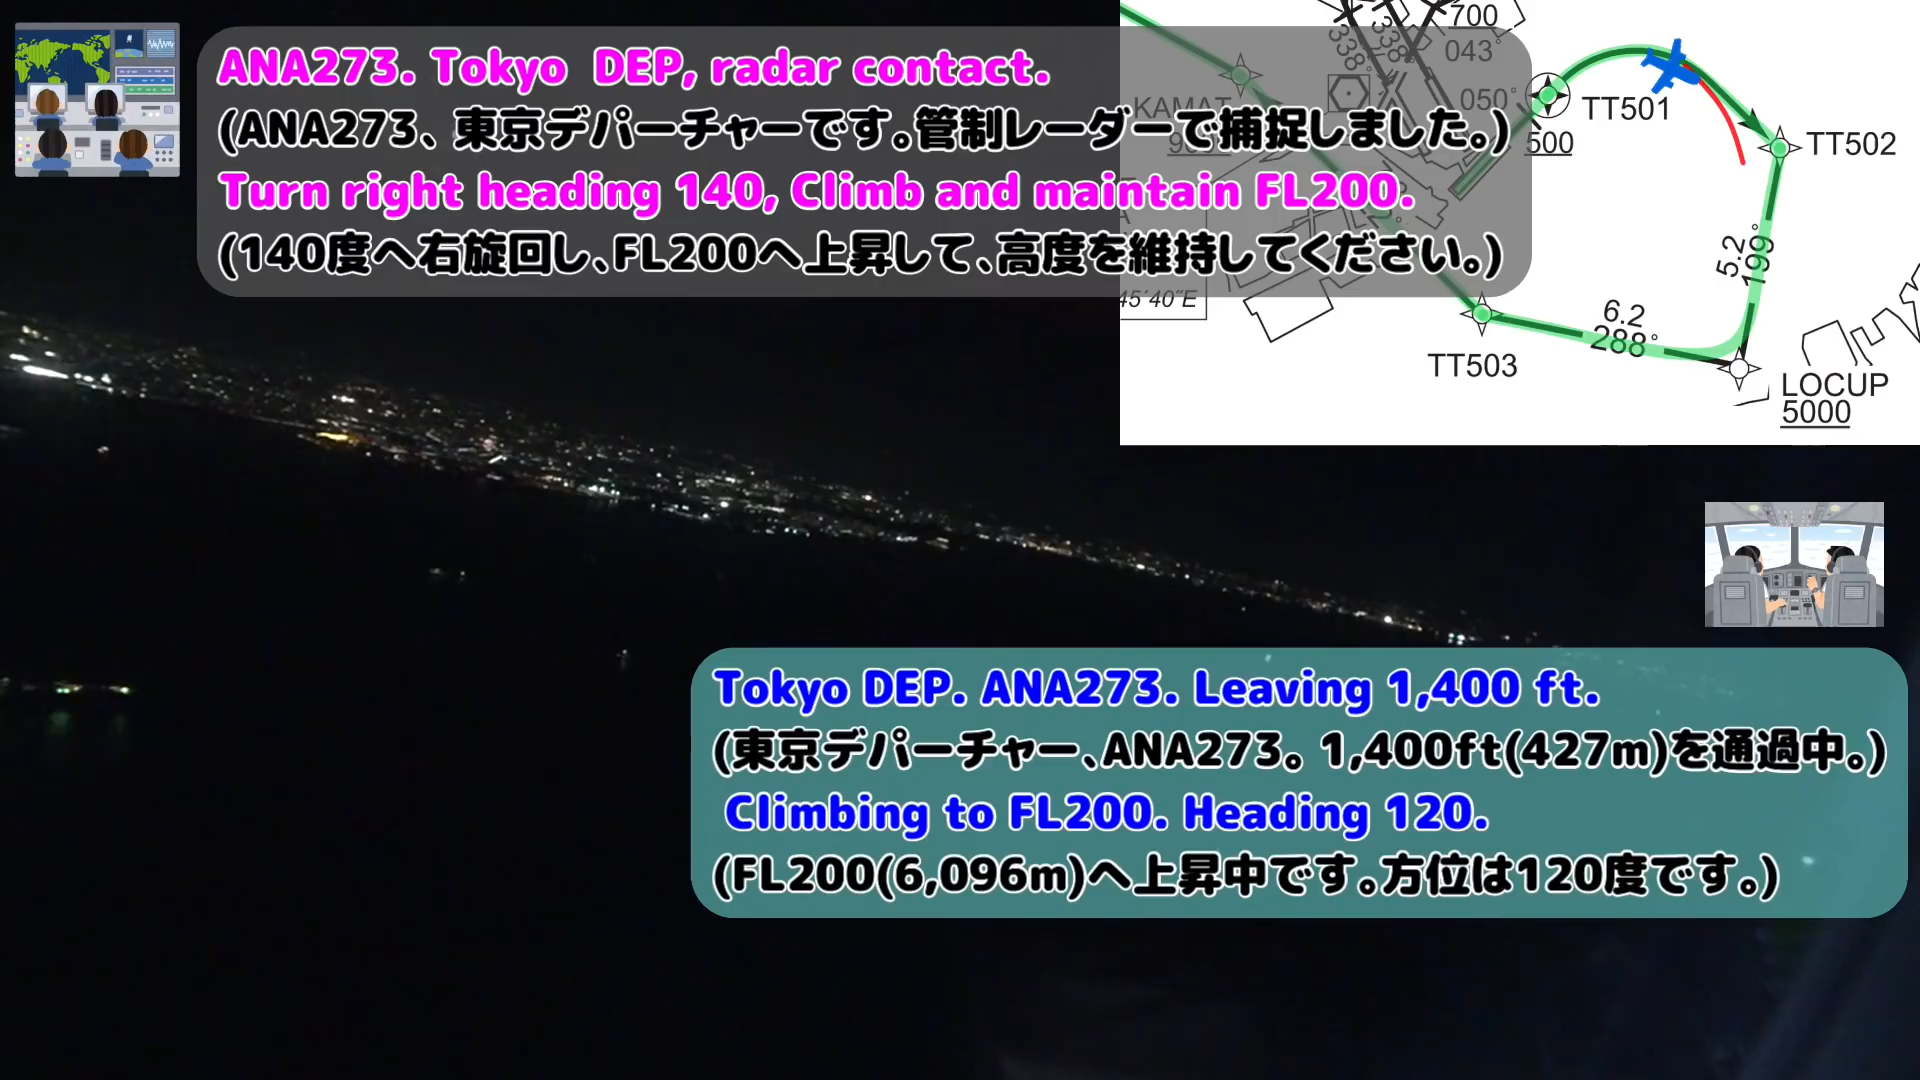 ANA273. Tokyo DEP, radar contact.
(ANA273、東京デパーチャーです。管制レーダーで捕捉しました。)
Turn right heading 140, Climb and maintain FL200.
(140度へ右旋回し、FL200へ上昇して、高度を維持してください。)
700
043°
338°
338°
050°
KAMAT
TT501
500
TT502
5.2
199°
45′40″E
6.2
288°
TT503
LOCUP
5000
Tokyo DEP. ANA273. Leaving 1,400 ft.
(東京デパーチャー、ANA273。1,400ft(427m)を通過中。)
Climbing to FL200. Heading 120.
(FL200(6,096m)へ上昇中です。方位は120度です。)